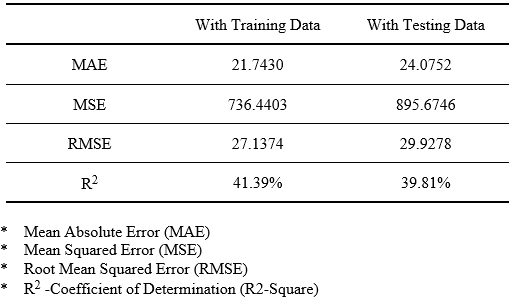 With Training Data With Testing Data
MAE 21.7430 24.0752
MSE 736.4403 895.6746
RMSE 27.1374 29.9278
R² 41.39% 39.81%
* Mean Absolute Error (MAE)
* Mean Squared Error (MSE)
* Root Mean Squared Error (RMSE)
* R² -Coefficient of Determination (R2-Square)